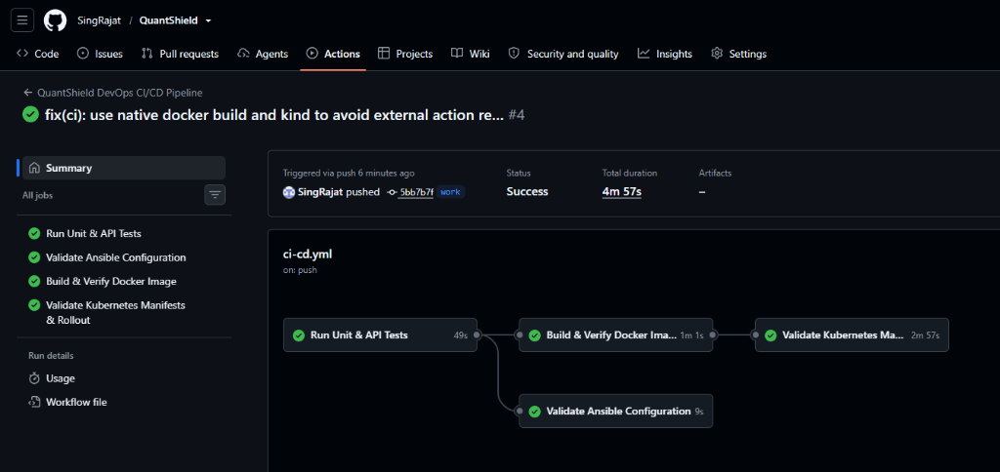 SingRajat / QuantShield
Code Issues Pull requests Agents Actions Projects Wiki Security and quality Insights Settings
← QuantShield DevOps CI/CD Pipeline
fix(ci): use native docker build and kind to avoid external action re... #4
Summary
All jobs
Run Unit & API Tests
Validate Ansible Configuration
Build & Verify Docker Image
Validate Kubernetes Manifests
& Rollout
Run details
Usage
Workflow file
Triggered via push 6 minutes ago
SingRajat pushed 5bb7b7f work
Status
Success
Total duration
4m 57s
Artifacts
–
ci-cd.yml
on: push
Run Unit & API Tests 49s
Build & Verify Docker Ima... 1m 1s
Validate Kubernetes Ma... 2m 57s
Validate Ansible Configuration 9s